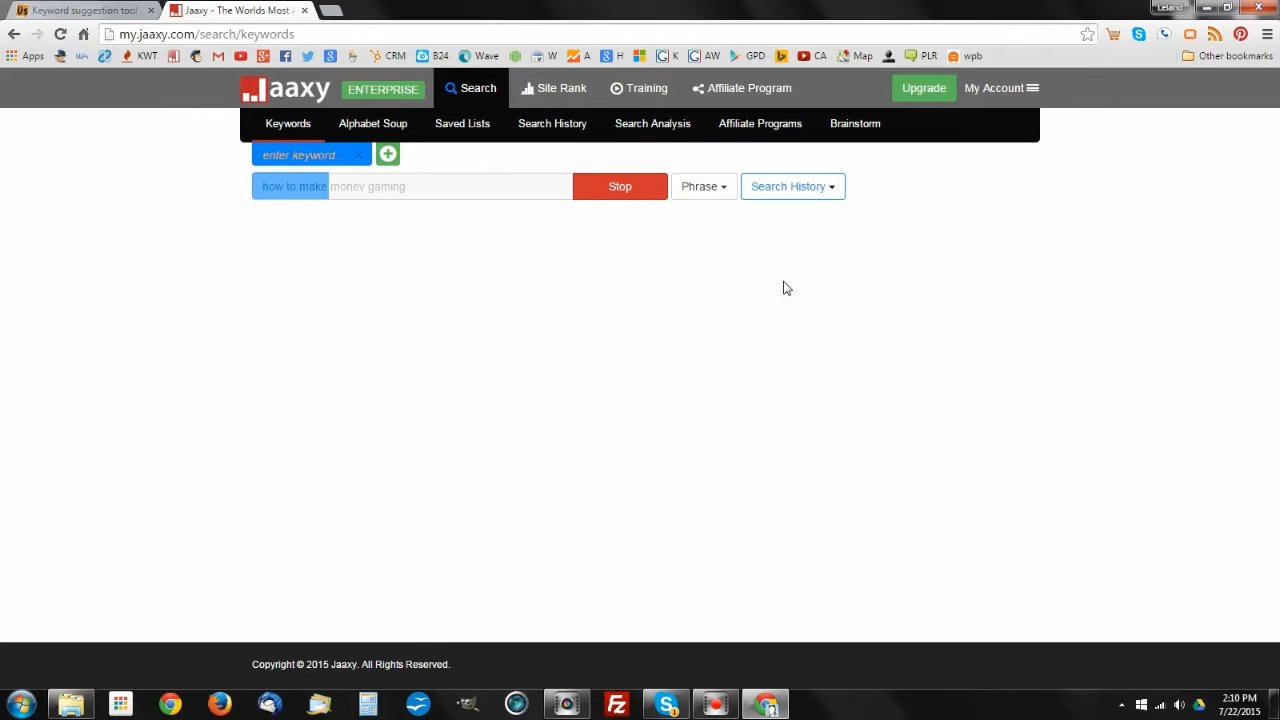 Leland
Keyword suggestion tool
Jaaxy - The Worlds Most
my.jaaxy.com/search/keywords
Apps KWT CRM B24 Wave W A H K AW GPD CA Map PLR wpb Other bookmarks
Jaaxy ENTERPRISE Search Site Rank Training Affiliate Program Upgrade My Account
Keywords Alphabet Soup Saved Lists Search History Search Analysis Affiliate Programs Brainstorm
enter keyword...
how to make money gaming Stop Phrase Search History
Copyright © 2015 Jaaxy. All Rights Reserved.
2:10 PM
7/22/2015